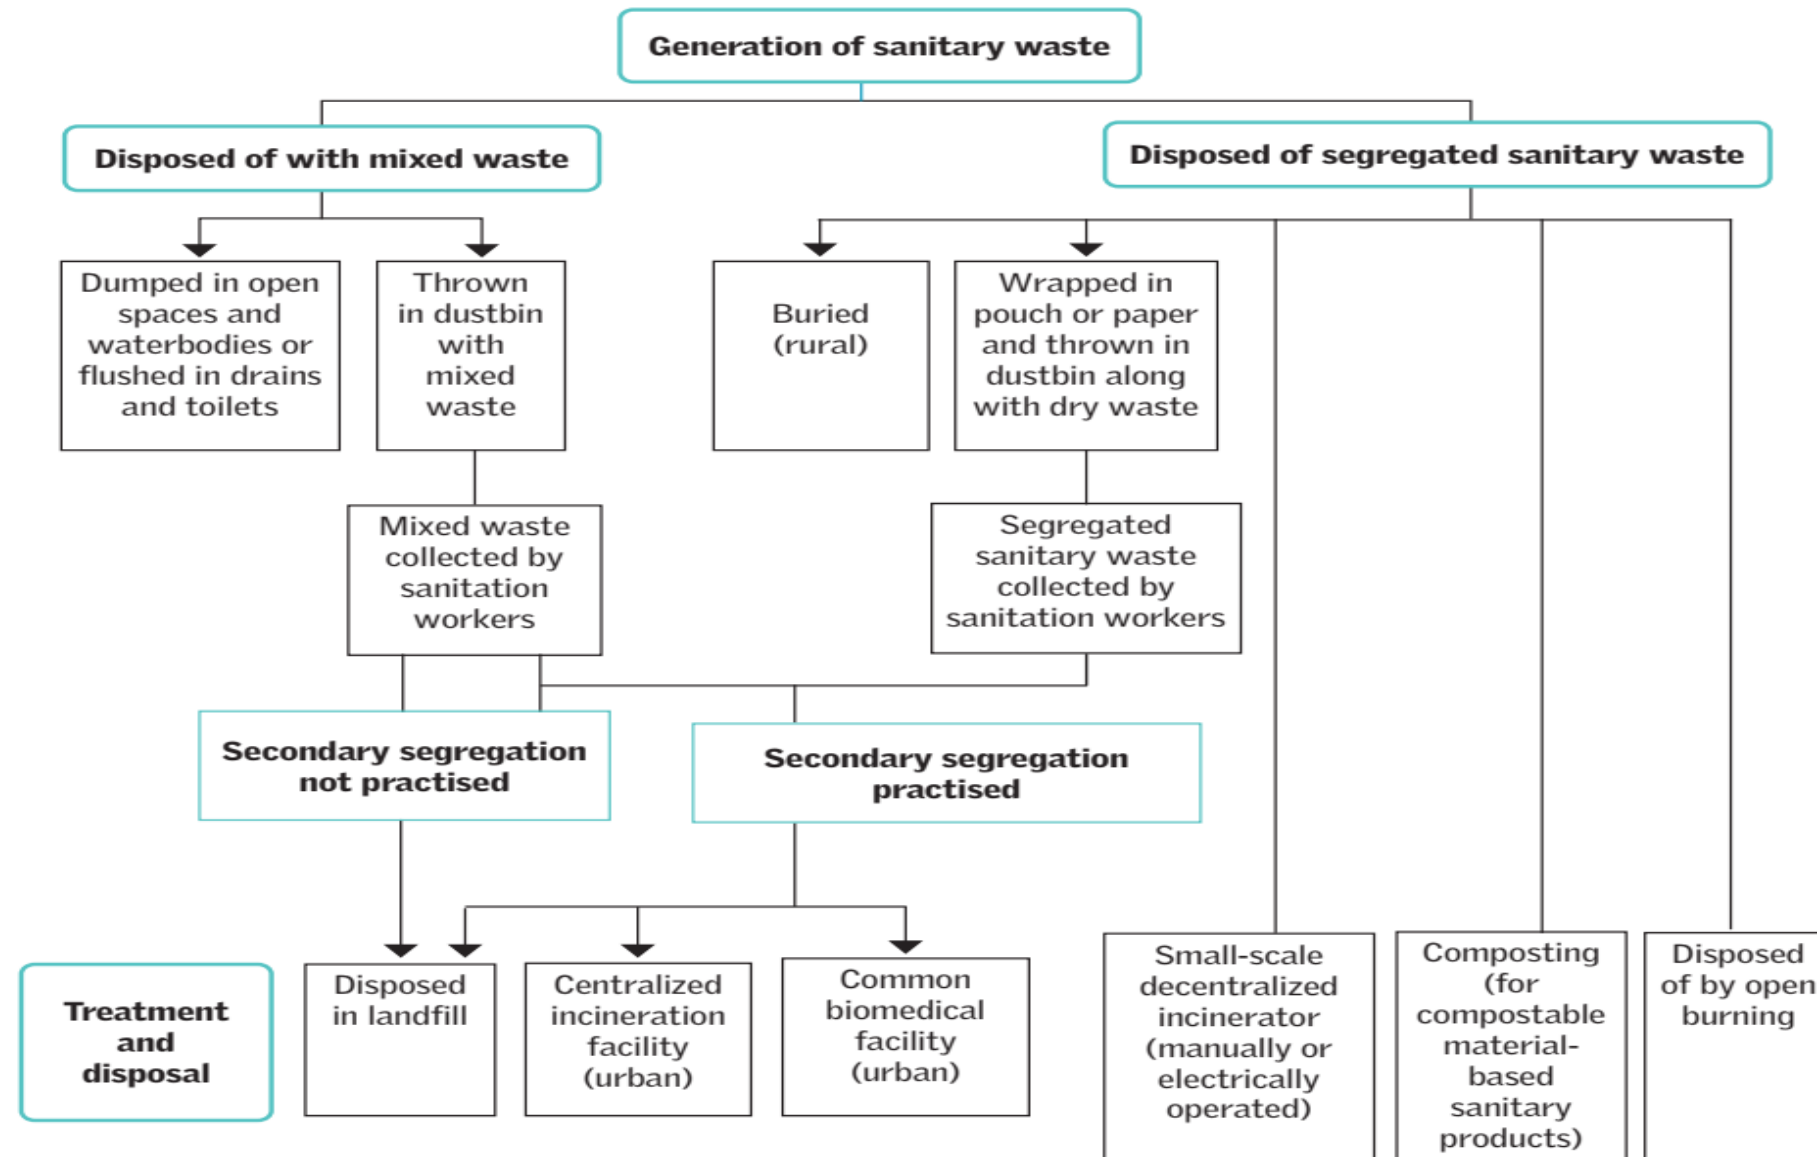 Generation of sanitary waste
Disposed of with mixed waste
Disposed of segregated sanitary waste
Dumped in open
spaces and
waterbodies or
flushed in drains
and toilets
Thrown
in dustbin
with
mixed
waste
Buried
(rural)
Wrapped in
pouch or paper
and thrown in
dustbin along
with dry waste
Mixed waste
collected by
sanitation
workers
Segregated
sanitary waste
collected by
sanitation workers
Secondary segregation
not practised
Secondary segregation
practised
Treatment
and
disposal
Disposed
in landfill
Centralized
incineration
facility
(urban)
Common
biomedical
facility
(urban)
Small-scale
decentralized
incinerator
(manually or
electrically
operated)
Composting
(for
compostable
material-
based
sanitary
products)
Disposed
of by open
burning